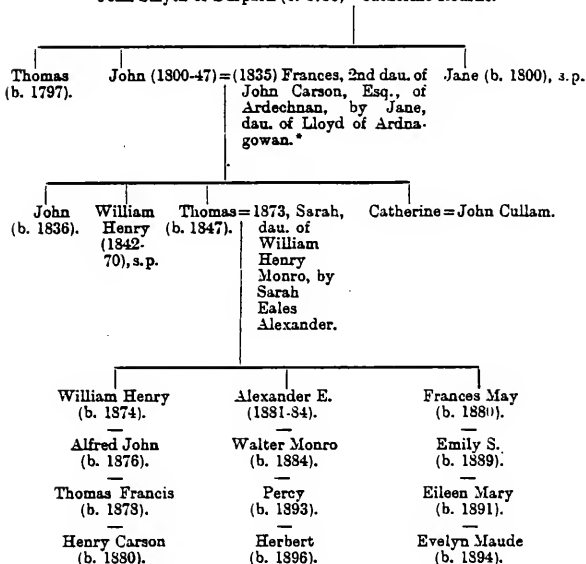 Thomas
(b. 1797).
John (1800-47)=(1835) Frances, 2nd dau. of
John Carson, Esq., of
Ardechnan, by Jane,
dau. of Lloyd of Ardna-
gowan.*
Jane (b. 1800), s.p.
John
(b. 1836).
William
Henry
(1842-
70), s.p.
Thomas=1873, Sarah,
(b. 1847). dau. of
William
Henry
Monro, by
Sarah
Eales
Alexander.
Catherine=John Cullam.
William Henry
(b. 1874).
Alfred John
(b. 1876).
Thomas Francis
(b. 1878).
Henry Carson
(b. 1880).
Alexander E.
(1881-84).
Walter Monro
(b. 1884).
Percy
(b. 1893).
Herbert
(b. 1896).
Frances May
(b. 1880).
Emily S.
(b. 1889).
Eileen Mary
(b. 1891).
Evelyn Maude
(b. 1894).